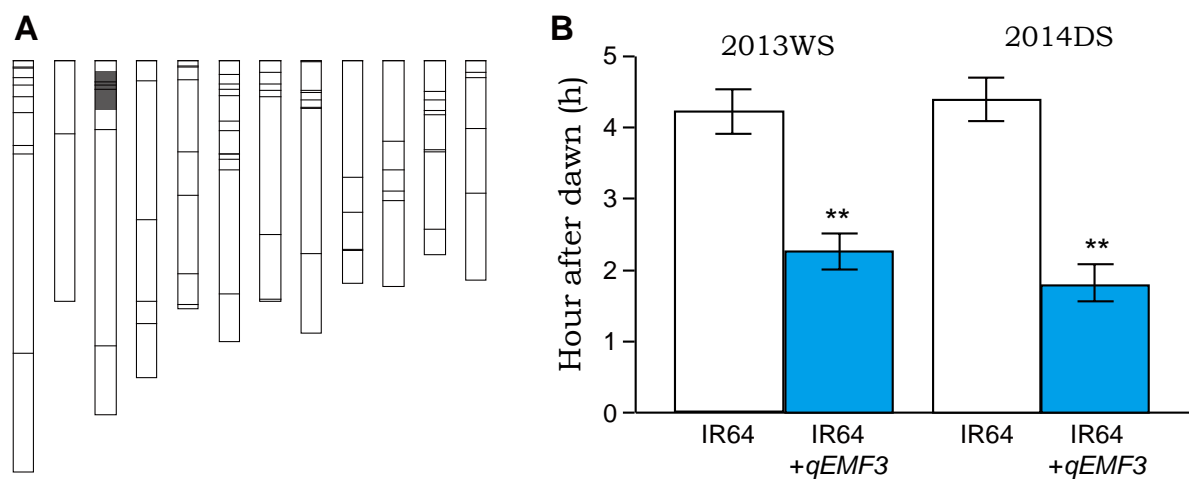 A
B
2013WS
2014DS
Hour after dawn (h)
5
4
3
2
1
0
**
**
IR64
IR64
+qEMF3
IR64
IR64
+qEMF3